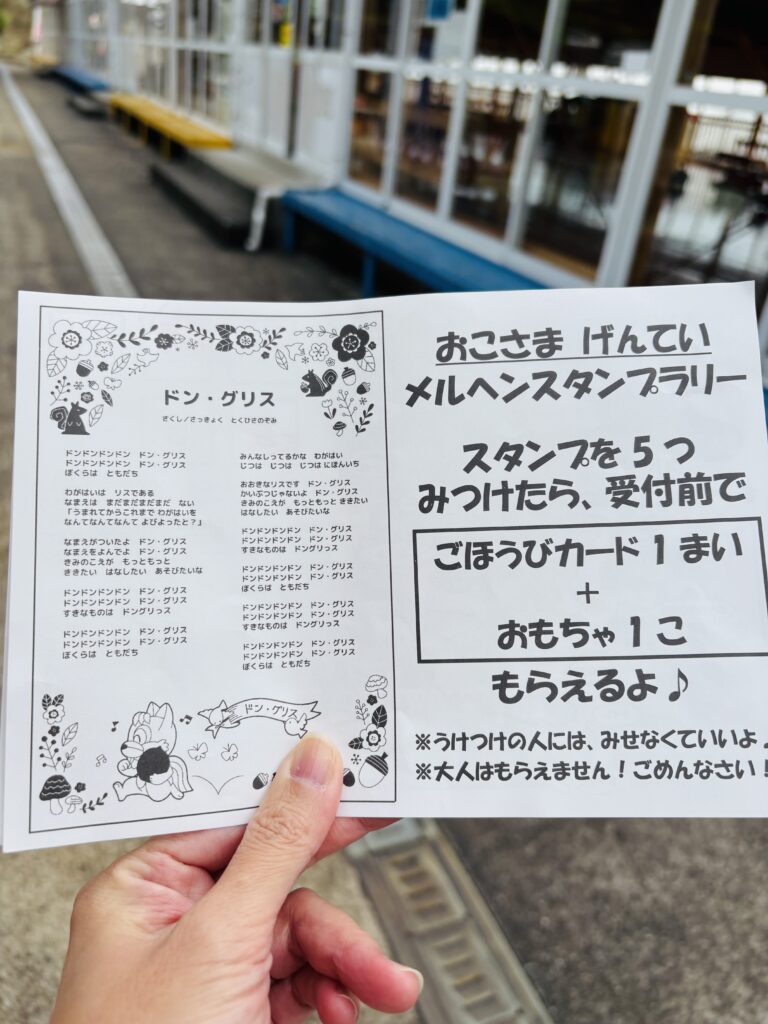 ドン・グリス
さくし/さっきょく とくひさのぞみ
ドンドンドンドン ドン・グリス
ドンドンドンドン ドン・グリス
ぼくらは ともだち
わがはいは リスである
なまえは まだまだまだまだ ない
「うまれてからこれまで わがはいを
なんてなんてなんて よびよったと?」
なまえがついたよ ドン・グリス
なまえをよんでよ ドン・グリス
きみのこえが もっともっと
ききたい はなしたい あそびたいな
ドンドンドンドン ドン・グリス
ドンドンドンドン ドン・グリス
すきなものは ドングリっス
ドンドンドンドン ドン・グリス
ドンドンドンドン ドン・グリス
ぼくらは ともだち
みんなしってるかな わがはい
じつは じつは じつは にほんいち
おおきなリスです ドン・グリス
かいぶつじゃないよ ドン・グリス
きみのこえが もっともっと ききたい
はなしたい あそびたいな
ドンドンドンドン ドン・グリス
ドンドンドンドン ドン・グリス
すきなものは ドングリっス
ドンドンドンドン ドン・グリス
ドンドンドンドン ドン・グリス
ぼくらは ともだち
ドンドンドンドン ドン・グリス
ドンドンドンドン ドン・グリス
すきなものは ドングリっス
ドンドンドンドン ドン・グリス
ドンドンドンドン ドン・グリス
ぼくらは ともだち
ドン・グリス
おこさま げんてい
メルヘンスタンプラリー
スタンプを5つ
みつけたら、受付前で
ごほうびカード1まい
+
おもちゃ1こ
もらえるよ♪
※うけつけの人には、みせなくていいよ♪
※大人はもらえません!ごめんなさい!